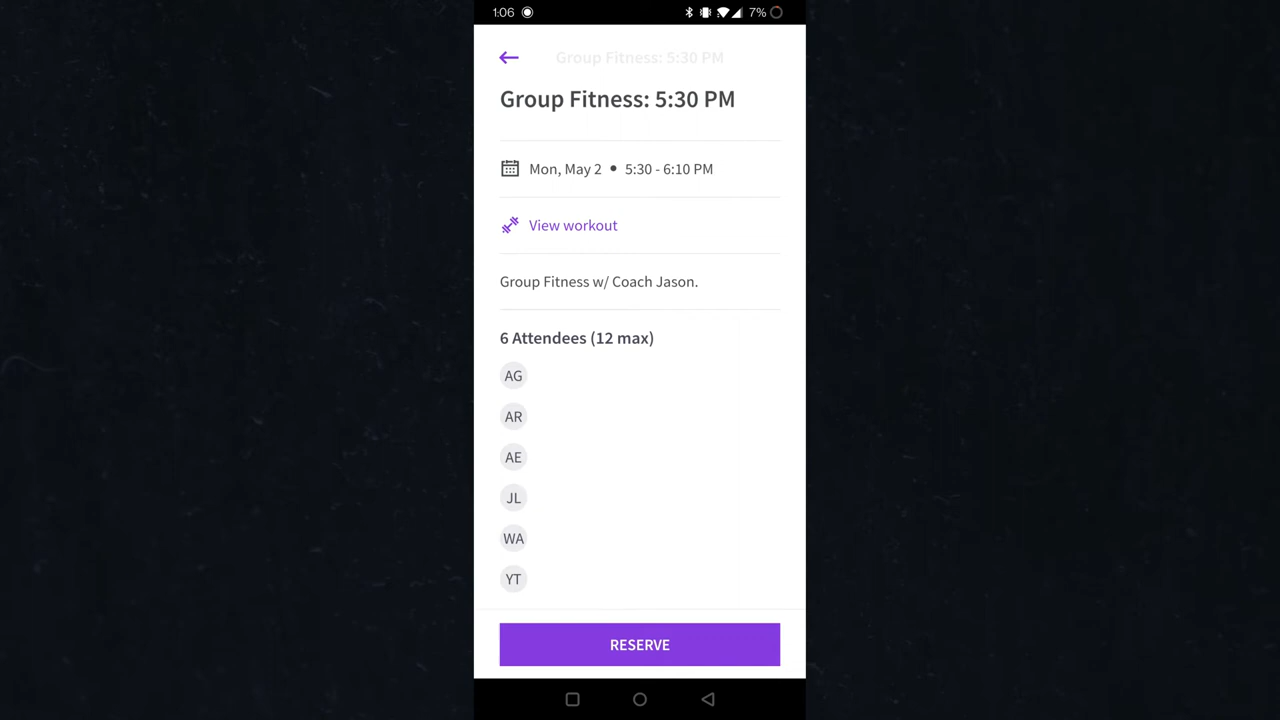 1:06 7%
Group Fitness: 5:30 PM
Group Fitness: 5:30 PM
Mon, May 2 • 5:30 - 6:10 PM
View workout
Group Fitness w/ Coach Jason.
6 Attendees (12 max)
AG
AR
AE
JL
WA
YT
RESERVE